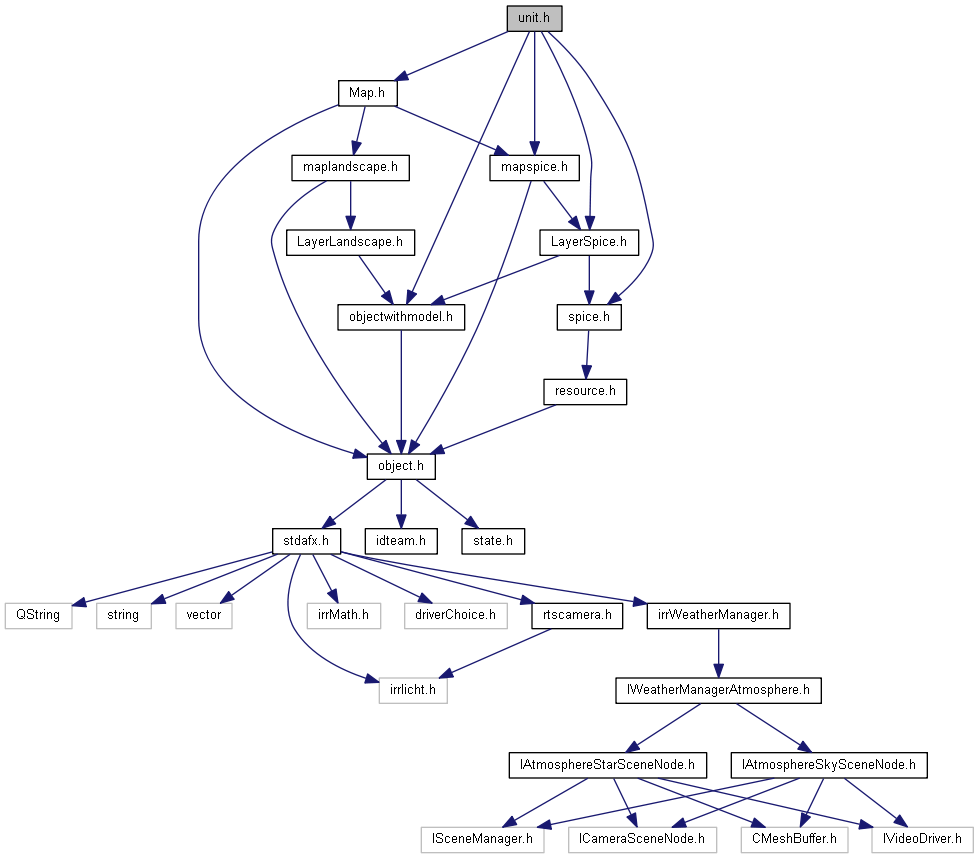 unit.h
Map.h
maplandscape.h
mapspice.h
LayerLandscape.h
LayerSpice.h
objectwithmodel.h
spice.h
resource.h
object.h
stdafx.h
idteam.h
state.h
QString
string
vector
irrMath.h
driverChoice.h
rtscamera.h
irrWeatherManager.h
irrlicht.h
IWeatherManagerAtmosphere.h
IAtmosphereStarSceneNode.h
IAtmosphereSkySceneNode.h
ISceneManager.h
ICameraSceneNode.h
CMeshBuffer.h
IVideoDriver.h